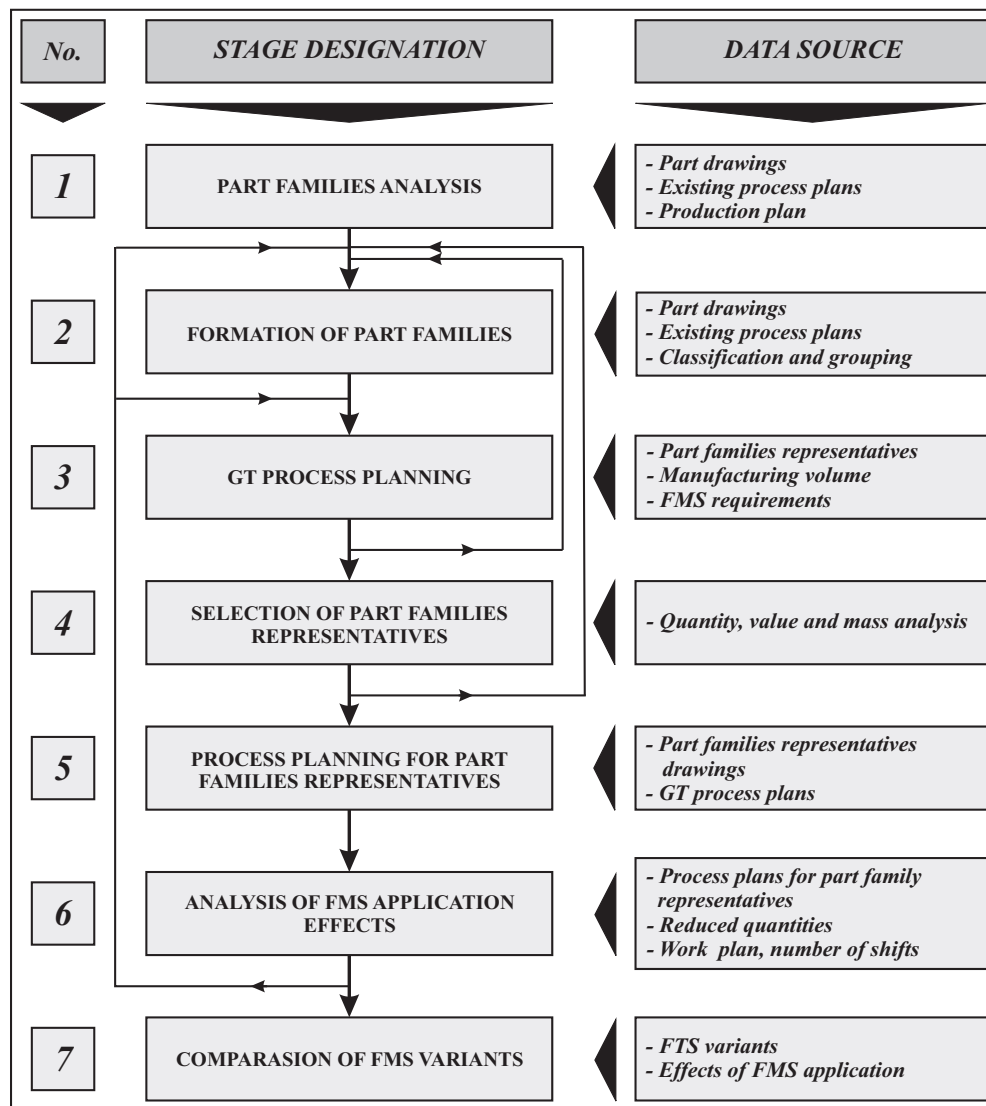 No.
STAGE DESIGNATION
DATA SOURCE
1
PART FAMILIES ANALYSIS
- Part drawings
- Existing process plans
- Production plan
2
FORMATION OF PART FAMILIES
- Part drawings
- Existing process plans
- Classification and grouping
3
GT PROCESS PLANNING
- Part families representatives
- Manufacturing volume
- FMS requirements
4
SELECTION OF PART FAMILIES
REPRESENTATIVES
- Quantity, value and mass analysis
5
PROCESS PLANNING FOR PART
FAMILIES REPRESENTATIVES
- Part families representatives
drawings
- GT process plans
6
ANALYSIS OF FMS APPLICATION
EFFECTS
- Process plans for part family
representatives
- Reduced quantities
- Work plan, number of shifts
7
COMPARASION OF FMS VARIANTS
- FTS variants
- Effects of FMS application